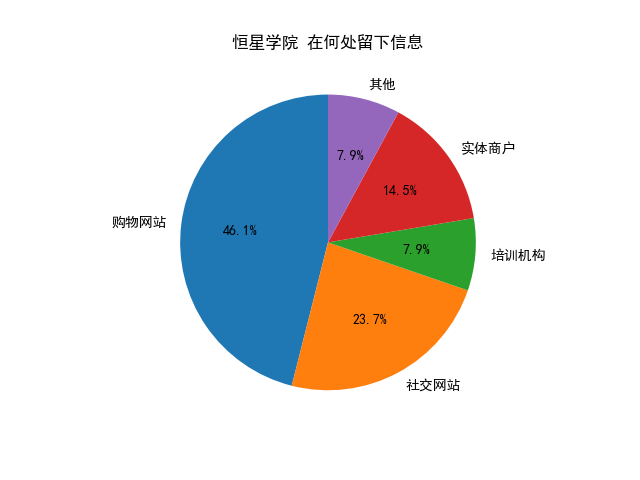 恒星学院 在何处留下信息
其他
7.9%
实体商户
14.5%
购物网站
46.1%
7.9%
培训机构
23.7%
社交网站